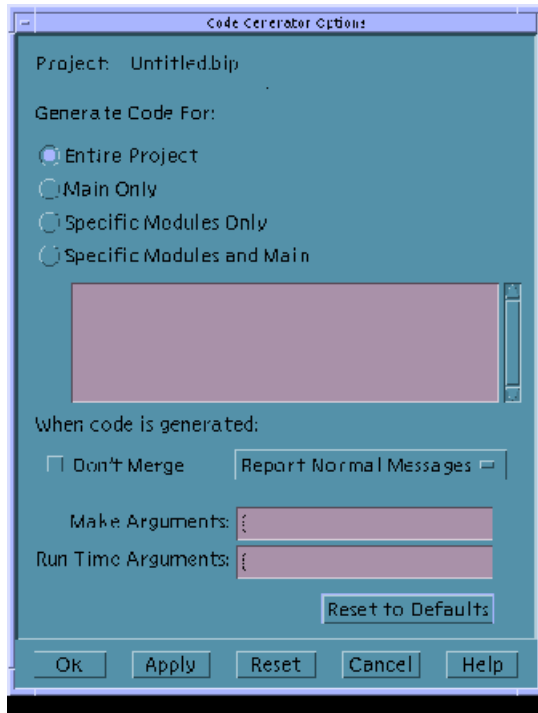 Code Generator Options
Project: Untitled.bip
Generate Code For:
Entire Project
Main Only
Specific Modules Only
Specific Modules and Main
When code is generated:
Don't Merge Report Normal Messages
Make Arguments:
Run Time Arguments:
Reset to Defaults
OK Apply Reset Cancel Help